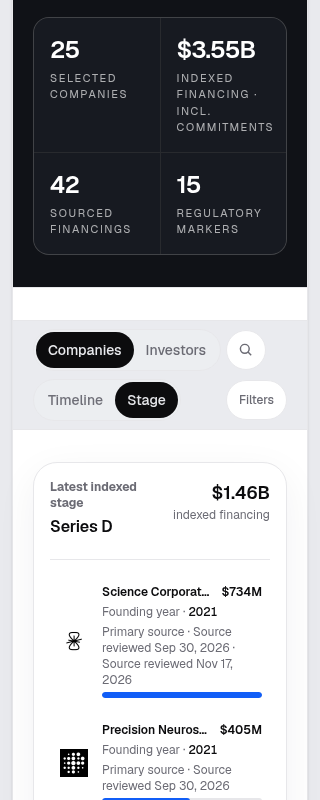 25
SELECTED
COMPANIES
$3.55B
INDEXED
FINANCING ·
INCL.
COMMITMENTS
42
SOURCED
FINANCINGS
15
REGULATORY
MARKERS
Companies
Investors
Timeline
Stage
Filters
Latest indexed
stage
Series D
$1.46B
indexed financing
Science Corporat... $734M
Founding year · 2021
Primary source · Source
reviewed Sep 30, 2026 ·
Source reviewed Nov 17,
2026
Precision Neuros... $405M
Founding year · 2021
Primary source · Source
reviewed Sep 30, 2026